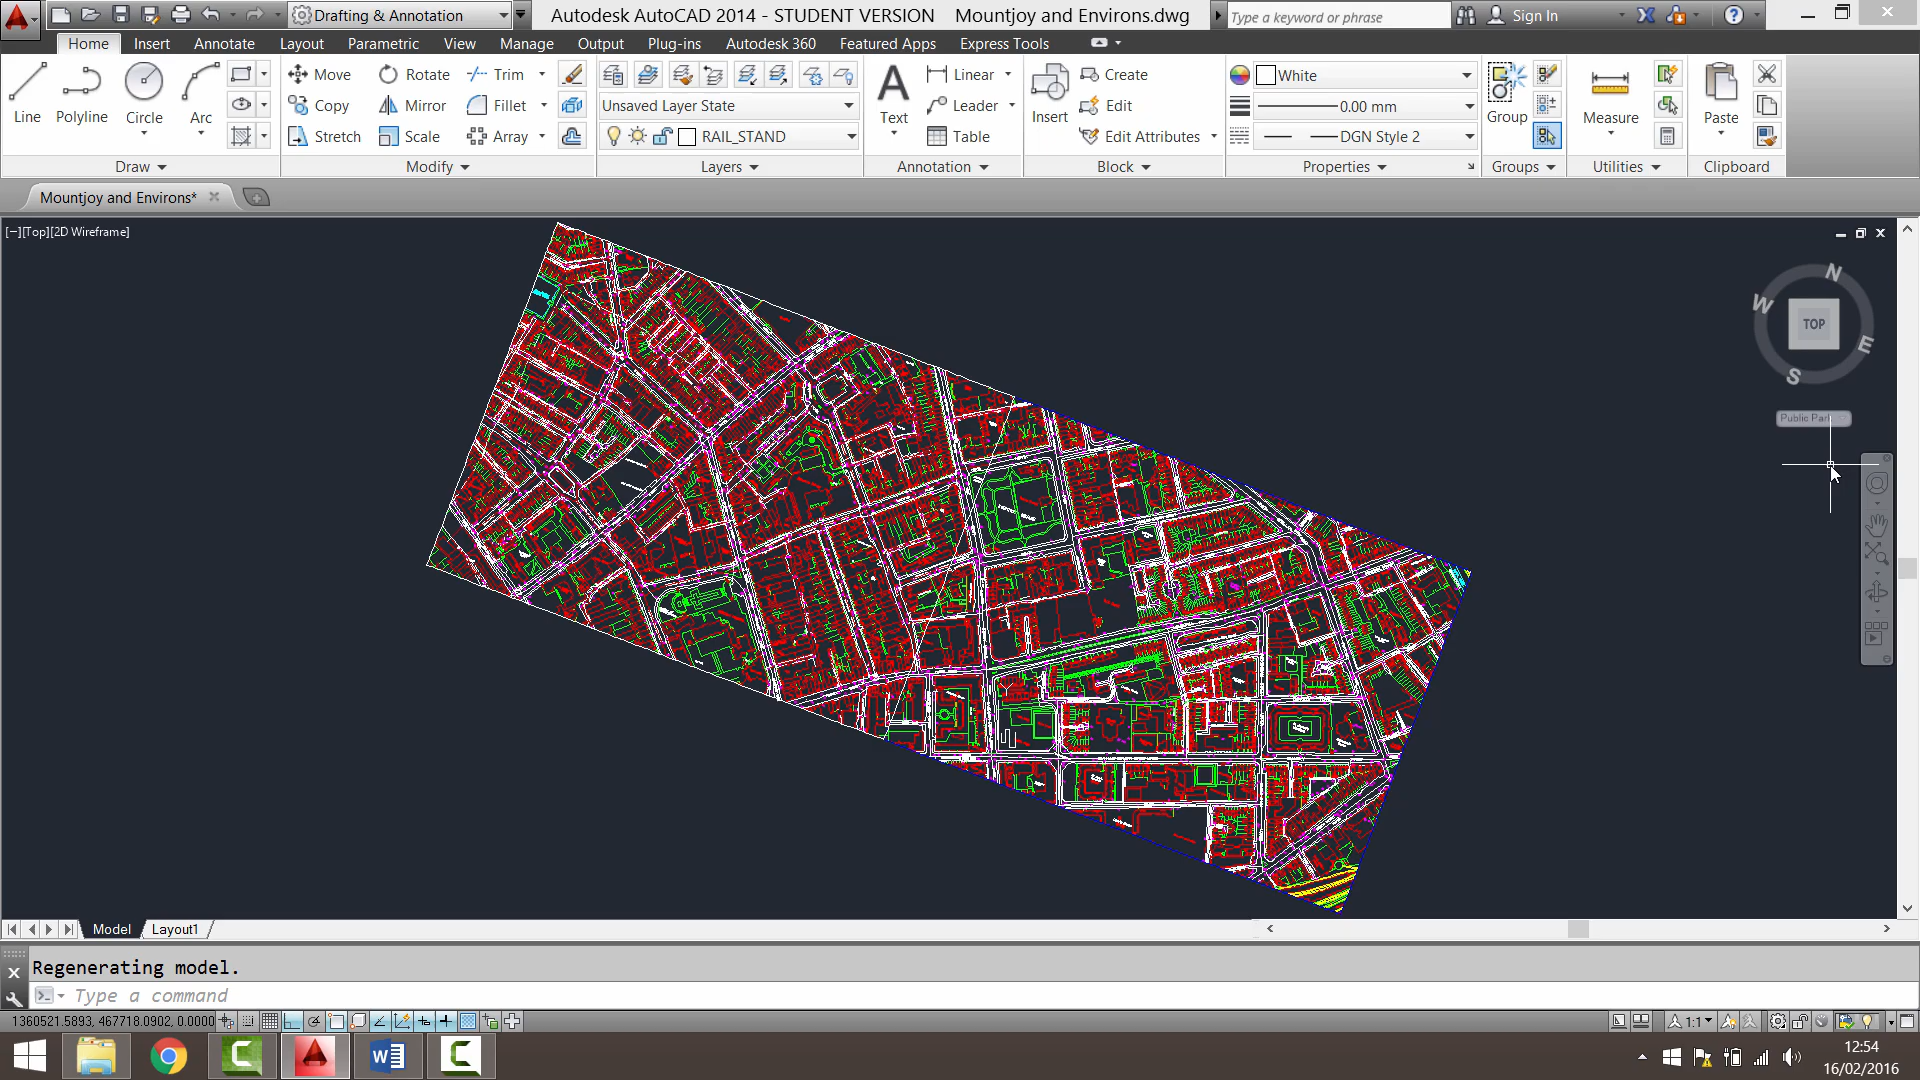 Drafting & Annotation
Autodesk AutoCAD 2014 - STUDENT VERSION Mountjoy and Environs.dwg
Type a keyword or phrase
Sign In
Home Insert Annotate Layout Parametric View Manage Output Plug-ins Autodesk 360 Featured Apps Express Tools
Line Polyline Circle Arc
Move Rotate Trim
Copy Mirror Fillet
Stretch Scale Array
Unsaved Layer State
RAIL_STAND
Text
Linear
Leader
Table
Insert
Create
Edit
Edit Attributes
White
0.00 mm
DGN Style 2
Group
Measure
Paste
Draw Modify Layers Annotation Block Properties Groups Utilities Clipboard
Mountjoy and Environs*
[−][Top][2D Wireframe]
N
W
TOP
E
S
Public Par
Model Layout1
Regenerating model.
Type a command
1360521.5893, 467718.0902, 0.0000
1:1
12:54
16/02/2016